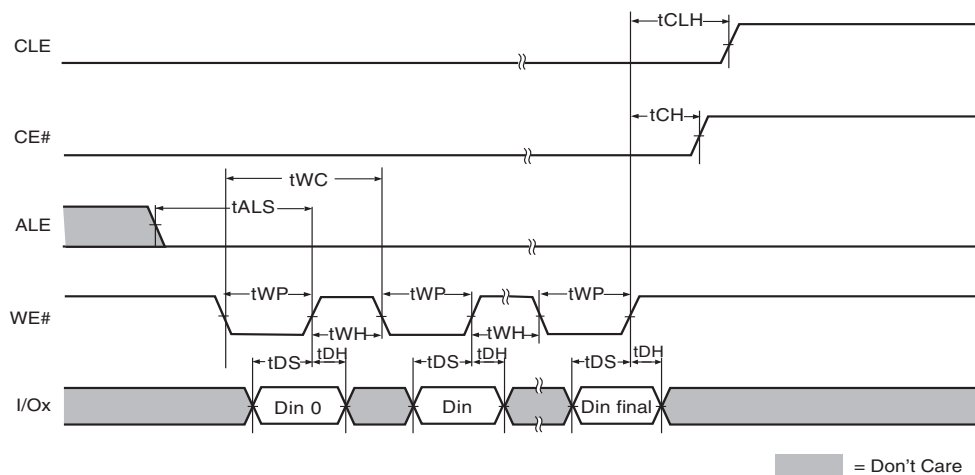 tCLH
CLE
tCH
CE#
tWC
tALS
ALE
tWP tWP tWP
WE#
tWH tWH
tDS tDH tDS tDH tDS tDH
I/Ox Din 0 Din Din final
= Don't Care